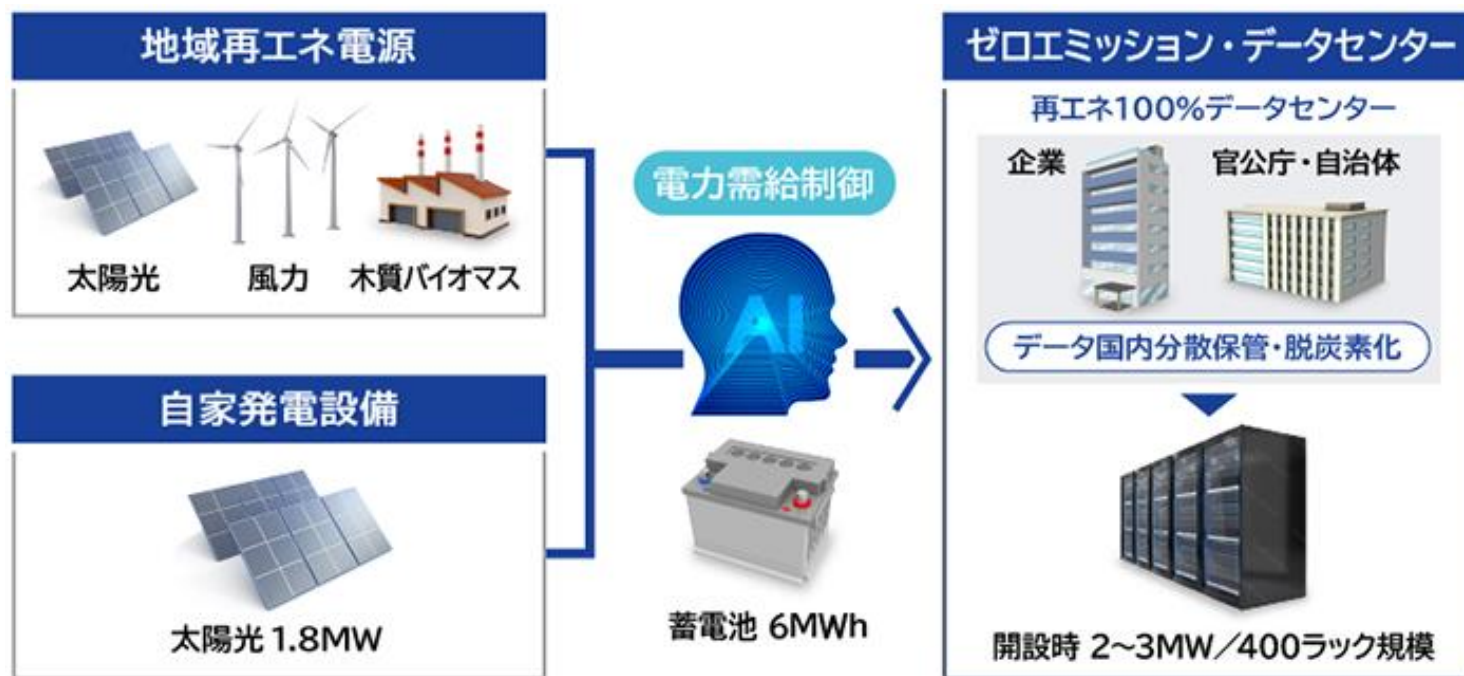 地域再エネ電源
太陽光
風力
木質バイオマス
自家発電設備
太陽光 1.8MW
電力需給制御
AI
蓄電池 6MWh
ゼロエミッション・データセンター
再エネ100%データセンター
企業
官公庁・自治体
データ国内分散保管・脱炭素化
開設時 2～3MW／400ラック規模